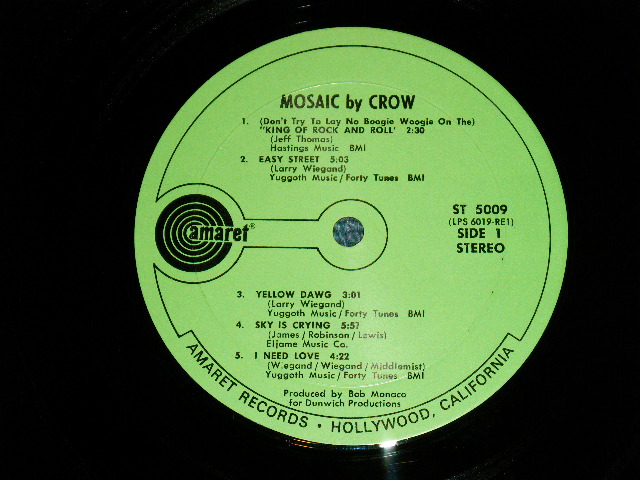 MOSAIC by CROW
1. (Don't Try To Lay No Boogie Woogie On The)
"KING OF ROCK AND ROLL' 2:30
(Jeff Thomas)
Hastings Music BMI
2. EASY STREET 5:03
(Larry Wiegand)
Yuggoth Music/Forty Tunes BMI
amaret®
ST 5009
(LPS 6019-RE1)
SIDE 1
STEREO
3. YELLOW DAWG 3:01
(Larry Wiegand)
Yuggoth Music/Forty Tunes BMI
4. SKY IS CRYING 5:57
(James/Robinson/Lewis)
Eljame Music Co.
5. I NEED LOVE 4:22
(Wiegand/Wiegand/Middlemist)
Yuggoth Music/Forty Tunes BMI
Produced by Bob Monaco
for Dunwich Productions
AMARET RECORDS • HOLLYWOOD, CALIFORNIA